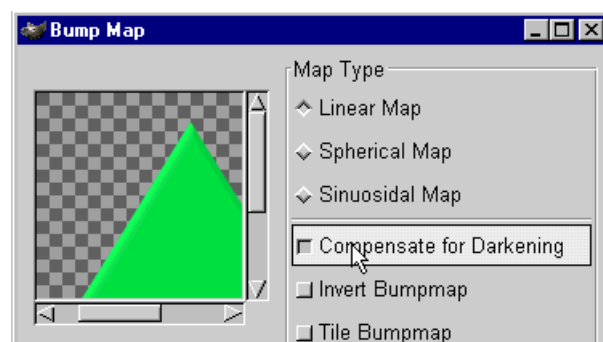 Bump Map
Map Type
Linear Map
Spherical Map
Sinuosidal Map
Compensate for Darkening
Invert Bumpmap
Tile Bumpmap